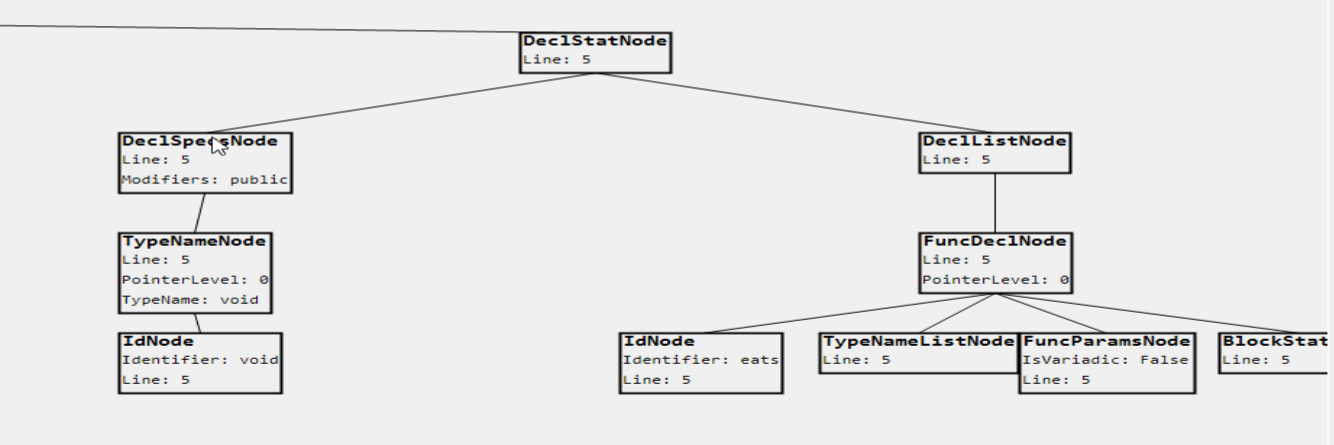 DeclStatNode
Line: 5
DeclSpecsNode
Line: 5
Modifiers: public
DeclListNode
Line: 5
TypeNameNode
Line: 5
PointerLevel: 0
TypeName: void
FuncDeclNode
Line: 5
PointerLevel: 0
IdNode
Identifier: void
Line: 5
IdNode
Identifier: eats
Line: 5
TypeNameListNode
Line: 5
FuncParamsNode
IsVariadic: False
Line: 5
BlockStat
Line: 5